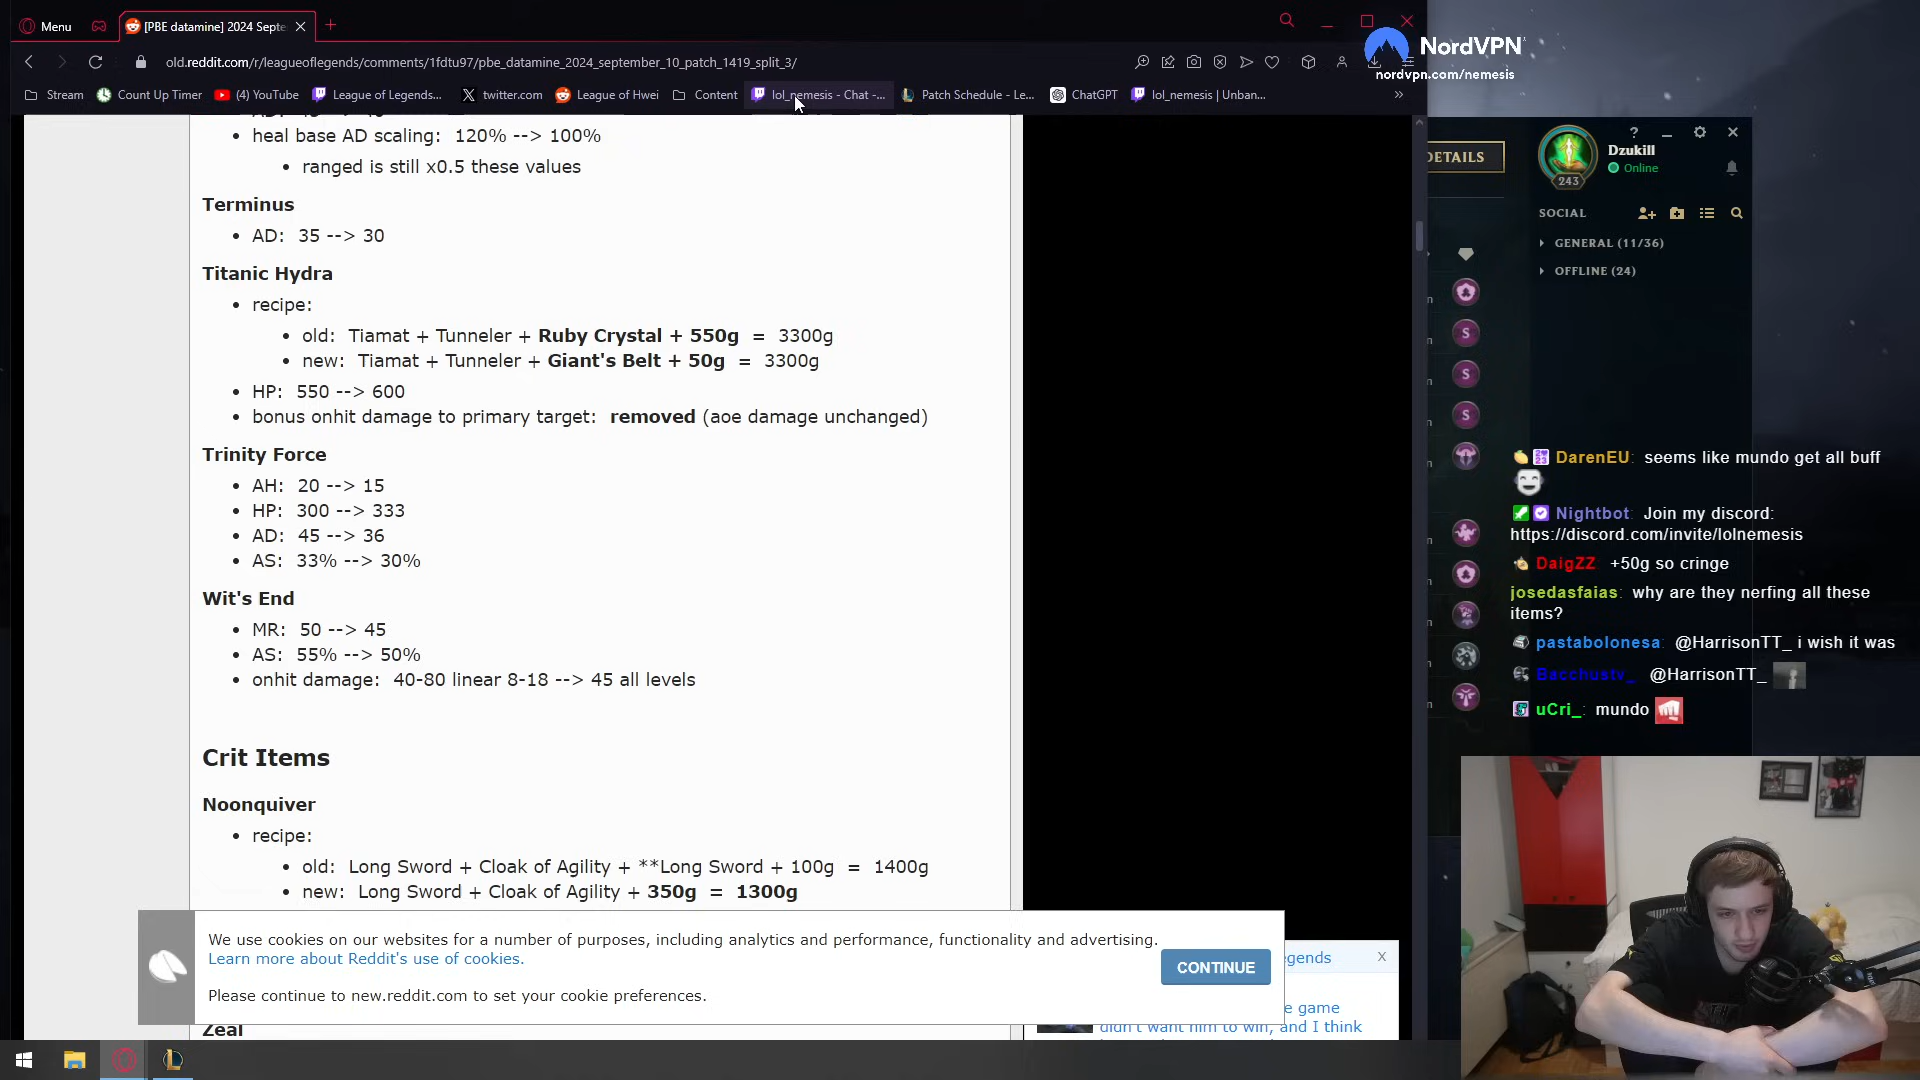 Menu
[PBE datamine] 2024 Septe
NordVPN
nordvpn.com/nemesis
old.reddit.com/r/leagueoflegends/comments/1fdtu97/pbe_datamine_2024_september_10_patch_1419_split_3/
Stream
Count Up Timer
(4) YouTube
League of Legends...
twitter.com
League of Hwei
Content
lol_nemesis - Chat -...
Patch Schedule - Le...
ChatGPT
lol_nemesis | Unban...
heal base AD scaling: 120% --> 100%
ranged is still x0.5 these values
Terminus
AD: 35 --> 30
Titanic Hydra
recipe:
old: Tiamat + Tunneler + Ruby Crystal + 550g = 3300g
new: Tiamat + Tunneler + Giant's Belt + 50g = 3300g
HP: 550 --> 600
bonus onhit damage to primary target: removed (aoe damage unchanged)
Trinity Force
AH: 20 --> 15
HP: 300 --> 333
AD: 45 --> 36
AS: 33% --> 30%
Wit's End
MR: 50 --> 45
AS: 55% --> 50%
onhit damage: 40-80 linear 8-18 --> 45 all levels
Crit Items
Noonquiver
recipe:
old: Long Sword + Cloak of Agility + **Long Sword + 100g = 1400g
new: Long Sword + Cloak of Agility + 350g = 1300g
We use cookies on our websites for a number of purposes, including analytics and performance, functionality and advertising.
Learn more about Reddit's use of cookies.
Please continue to new.reddit.com to set your cookie preferences.
CONTINUE
Zeal
egends
X
e game
didn't want him to win, and I think
DETAILS
?
Dzukill
Online
243
SOCIAL
GENERAL (11/36)
OFFLINE (24)
S
S
S
DarenEU: seems like mundo get all buff
Nightbot: Join my discord:
https://discord.com/invite/lolnemesis
DaigZZ: +50g so cringe
josedasfaias: why are they nerfing all these
items?
pastabolonesa: @HarrisonTT_ i wish it was
Bacchustv_: @HarrisonTT_
uCri_: mundo